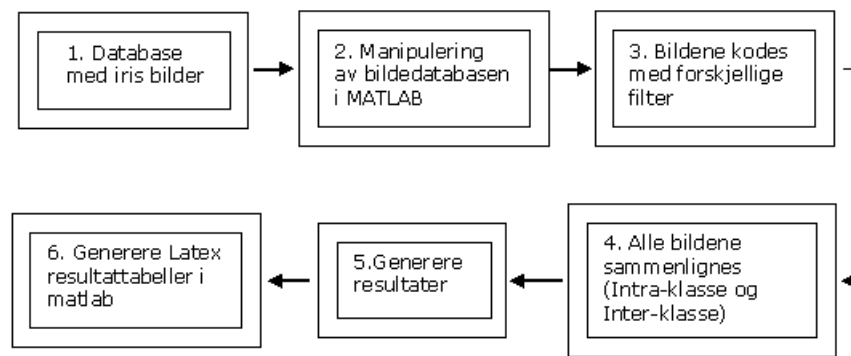 1. Database
med iris bilder
2. Manipulering
av bildedatabasen
i MATLAB
3. Bildene kodes
med forskjellige
filter
4. Alle bildene
sammenlignes
(Intra-klasse og
Inter-klasse)
5.Generere
resultater
6. Generere Latex
resultattabeller i
matlab